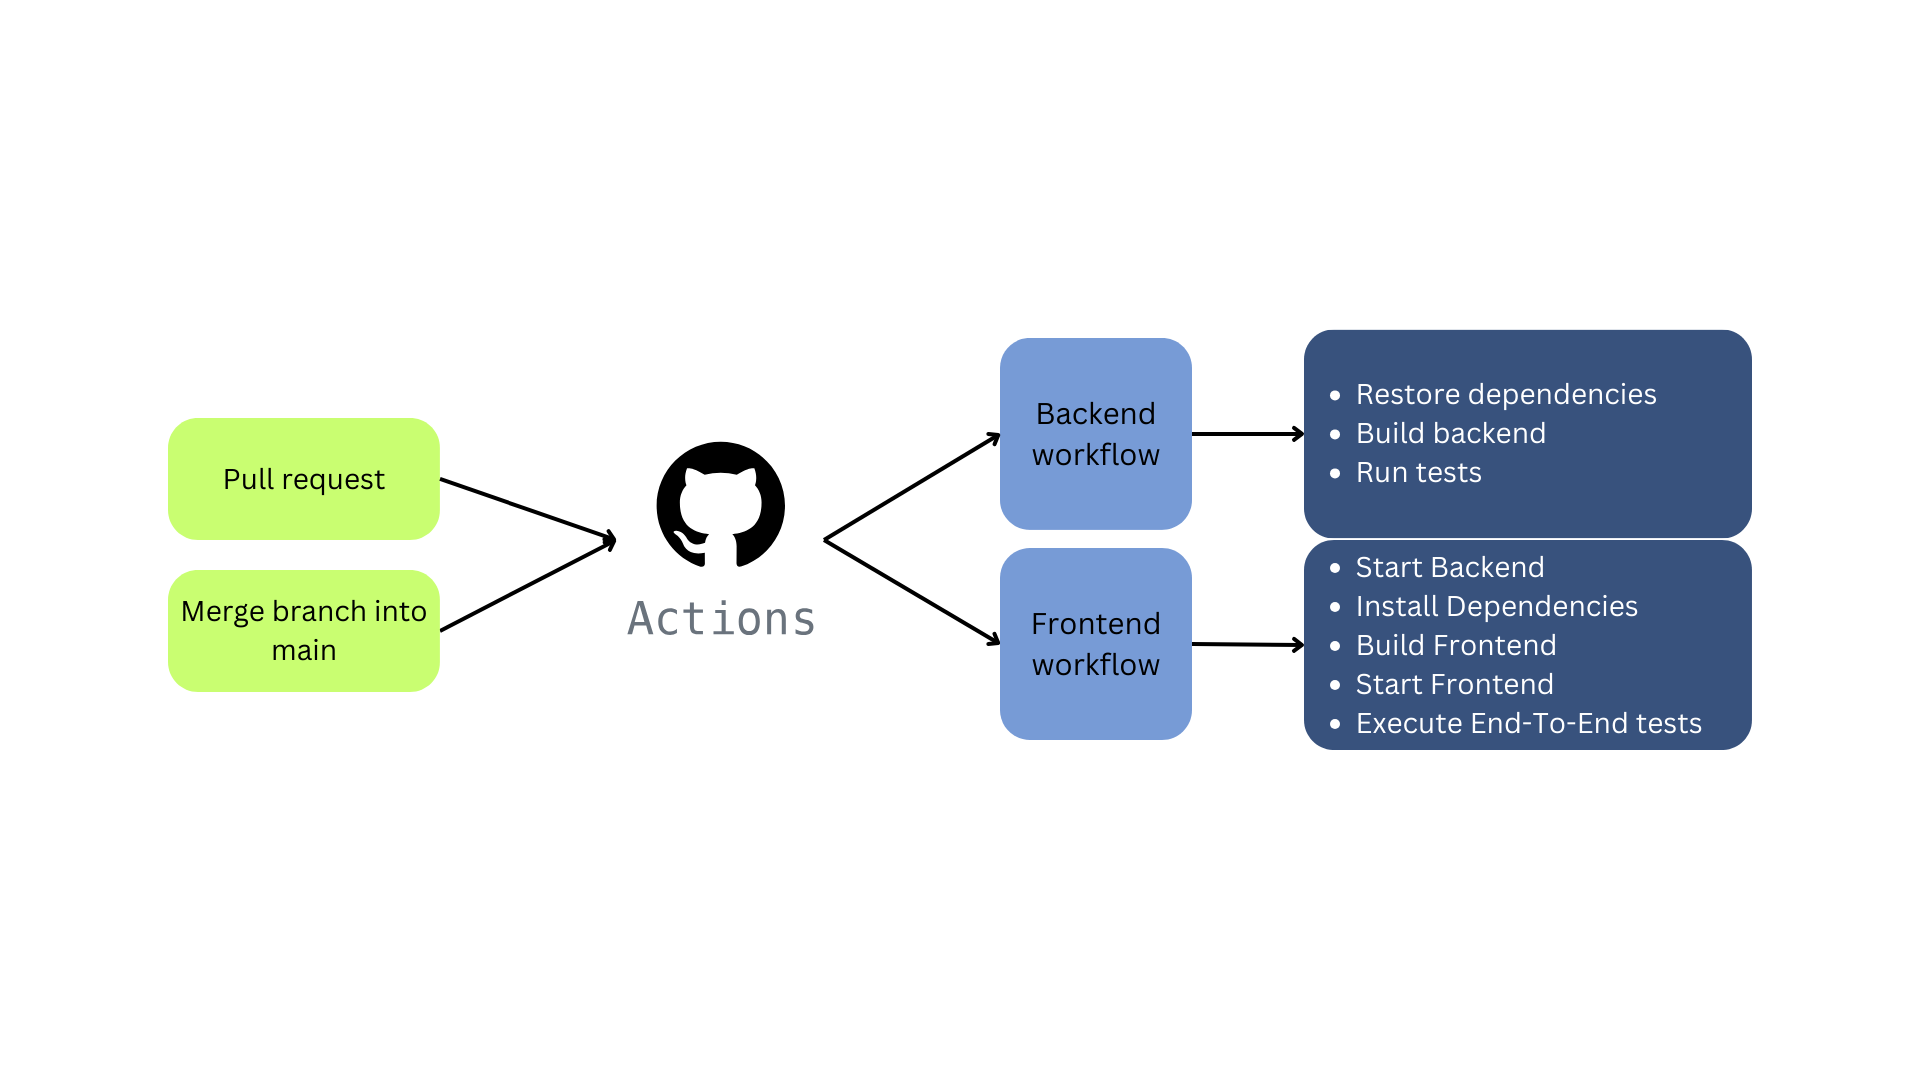 Pull request
Merge branch into
main
Actions
Backend
workflow
Frontend
workflow
• Restore dependencies
• Build backend
• Run tests
• Start Backend
• Install Dependencies
• Build Frontend
• Start Frontend
• Execute End-To-End tests